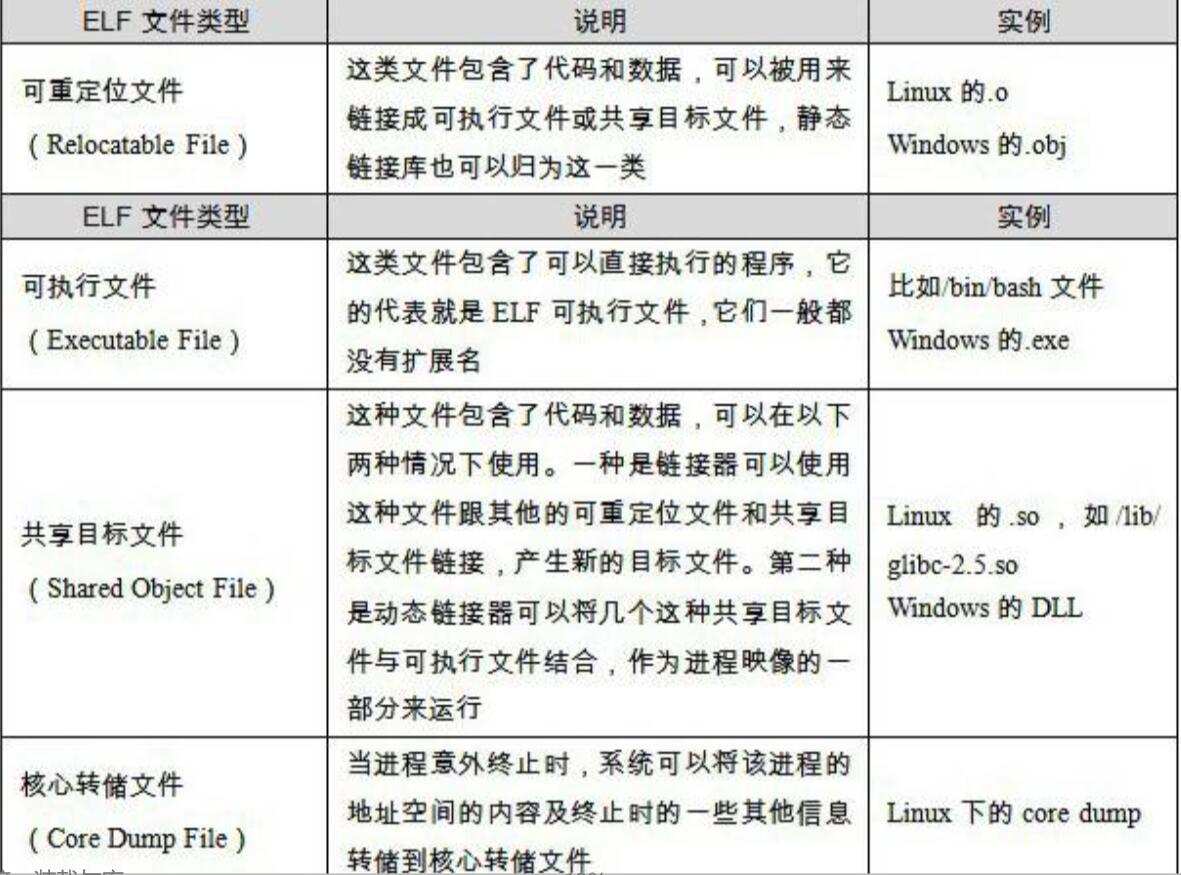 ELF 文件类型 说明 实例
可重定位文件
（Relocatable File）
这类文件包含了代码和数据，可以被用来
链接成可执行文件或共享目标文件，静态
链接库也可以归为这一类
Linux 的.o
Windows 的.obj
ELF 文件类型 说明 实例
可执行文件
（Executable File）
这类文件包含了可以直接执行的程序，它
的代表就是 ELF 可执行文件，它们一般都
没有扩展名
比如/bin/bash 文件
Windows 的.exe
共享目标文件
（Shared Object File）
这种文件包含了代码和数据，可以在以下
两种情况下使用。一种是链接器可以使用
这种文件跟其他的可重定位文件和共享目
标文件链接，产生新的目标文件。第二种
是动态链接器可以将几个这种共享目标文
件与可执行文件结合，作为进程映像的一
部分来运行
Linux 的.so，如/lib/
glibc-2.5.so
Windows 的 DLL
核心转储文件
（Core Dump File）
当进程意外终止时，系统可以将该进程的
地址空间的内容及终止时的一些其他信息
转储到核心转储文件
Linux 下的 core dump